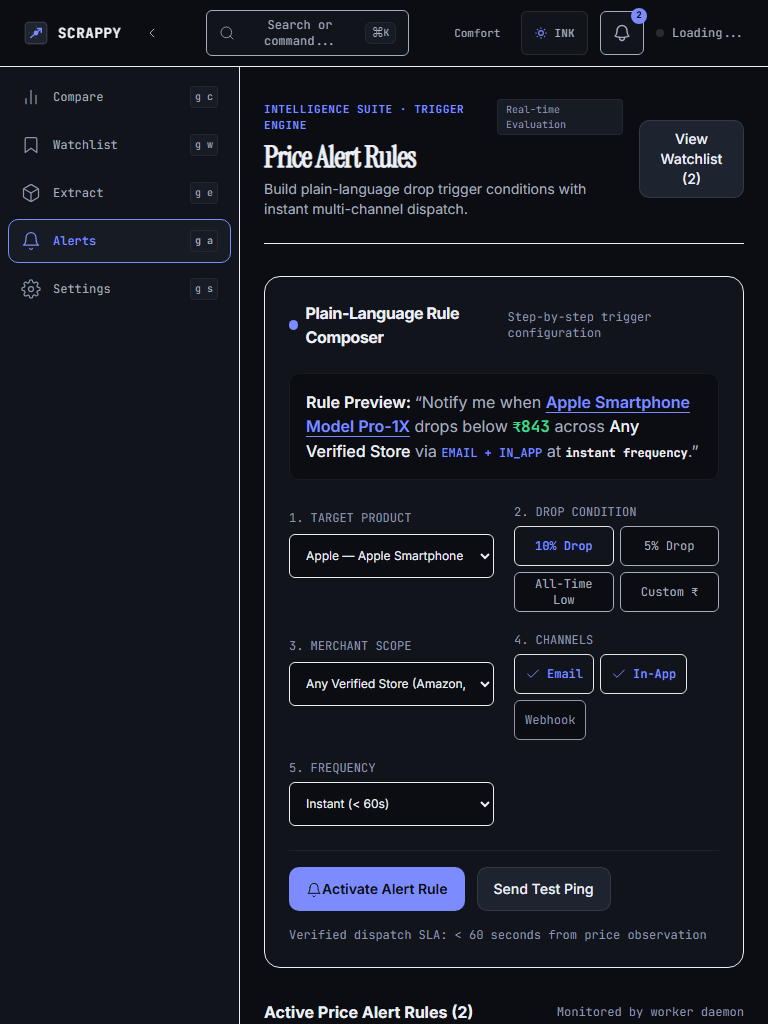 SCRAPPY
Search or
command...
⌘K
Comfort
INK
2
Loading...
Compare
g c
Watchlist
g w
Extract
g e
Alerts
g a
Settings
g s
INTELLIGENCE SUITE · TRIGGER
ENGINE
Real-time
Evaluation
Price Alert Rules
Build plain-language drop trigger conditions with
instant multi-channel dispatch.
View
Watchlist
(2)
Plain-Language Rule
Composer
Step-by-step trigger
configuration
Rule Preview: “Notify me when Apple Smartphone
Model Pro-1X drops below ₹843 across Any
Verified Store via EMAIL + IN_APP at instant frequency.”
1. TARGET PRODUCT
Apple — Apple Smartphone
2. DROP CONDITION
10% Drop
5% Drop
All-Time
Low
Custom ₹
3. MERCHANT SCOPE
Any Verified Store (Amazon,
4. CHANNELS
Email
In-App
Webhook
5. FREQUENCY
Instant (< 60s)
Activate Alert Rule
Send Test Ping
Verified dispatch SLA: < 60 seconds from price observation
Active Price Alert Rules (2)
Monitored by worker daemon